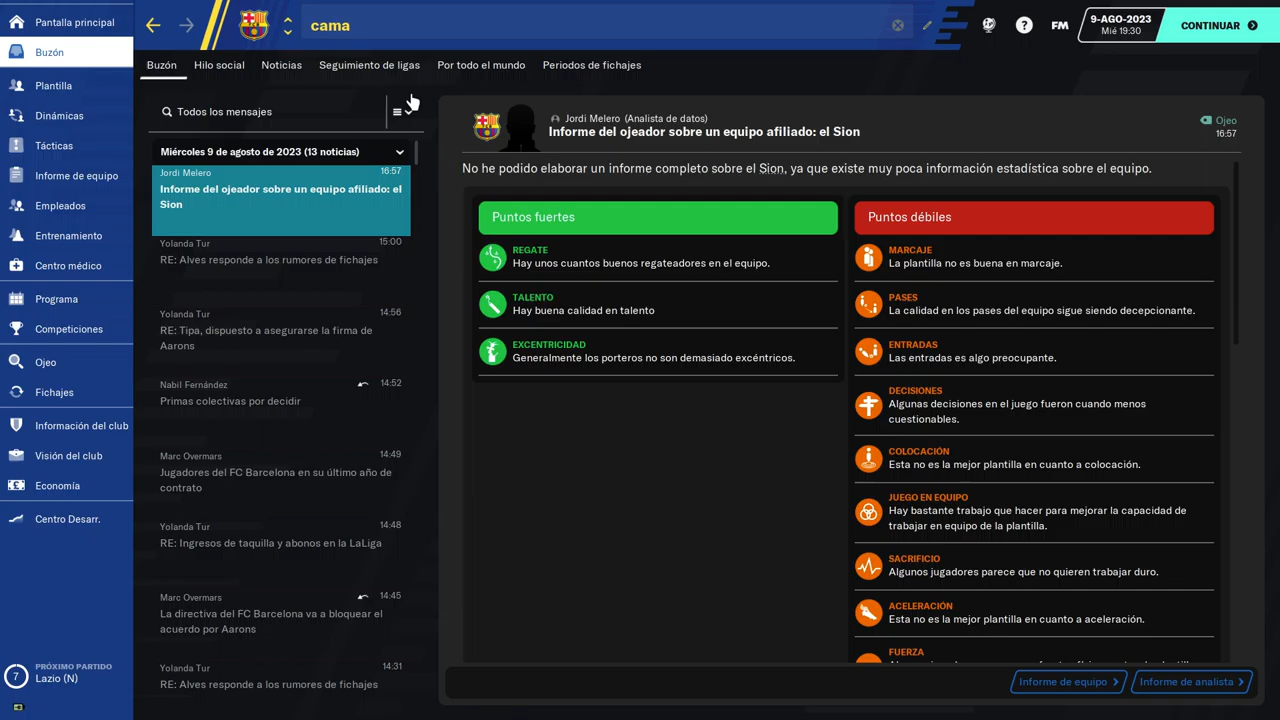 Pantalla principal
Buzón
Plantilla
Dinámicas
Tácticas
Informe de equipo
Empleados
Entrenamiento
Centro médico
Programa
Competiciones
Ojeo
Fichajes
Información del club
Visión del club
Economía
Centro Desarr.
7
PRÓXIMO PARTIDO
Lazio (N)
cama
?
FM
9-AGO-2023
Mié 19:30
CONTINUAR
Buzón
Hilo social
Noticias
Seguimiento de ligas
Por todo el mundo
Periodos de fichajes
Todos los mensajes
Miércoles 9 de agosto de 2023 (13 noticias)
Jordi Melero 16:57
Informe del ojeador sobre un equipo afiliado: el
Sion
Yolanda Tur 15:00
RE: Alves responde a los rumores de fichajes
Yolanda Tur 14:56
RE: Tipa, dispuesto a asegurarse la firma de
Aarons
Nabil Fernández 14:52
Primas colectivas por decidir
Marc Overmars 14:49
Jugadores del FC Barcelona en su último año de
contrato
Yolanda Tur 14:48
RE: Ingresos de taquilla y abonos en la LaLiga
Marc Overmars 14:45
La directiva del FC Barcelona va a bloquear el
acuerdo por Aarons
Yolanda Tur 14:31
RE: Alves responde a los rumores de fichajes
Jordi Melero (Analista de datos)
Informe del ojeador sobre un equipo afiliado: el Sion
Ojeo
16:57
No he podido elaborar un informe completo sobre el Sion, ya que existe muy poca información estadística sobre el equipo.
Puntos fuertes
REGATE
Hay unos cuantos buenos regateadores en el equipo.
TALENTO
Hay buena calidad en talento
EXCENTRICIDAD
Generalmente los porteros no son demasiado excéntricos.
Puntos débiles
MARCAJE
La plantilla no es buena en marcaje.
PASES
La calidad en los pases del equipo sigue siendo decepcionante.
ENTRADAS
Las entradas es algo preocupante.
DECISIONES
Algunas decisiones en el juego fueron cuando menos
cuestionables.
COLOCACIÓN
Esta no es la mejor plantilla en cuanto a colocación.
JUEGO EN EQUIPO
Hay bastante trabajo que hacer para mejorar la capacidad de
trabajar en equipo de la plantilla.
SACRIFICIO
Algunos jugadores parece que no quieren trabajar duro.
ACELERACIÓN
Esta no es la mejor plantilla en cuanto a aceleración.
FUERZA
Informe de equipo
Informe de analista